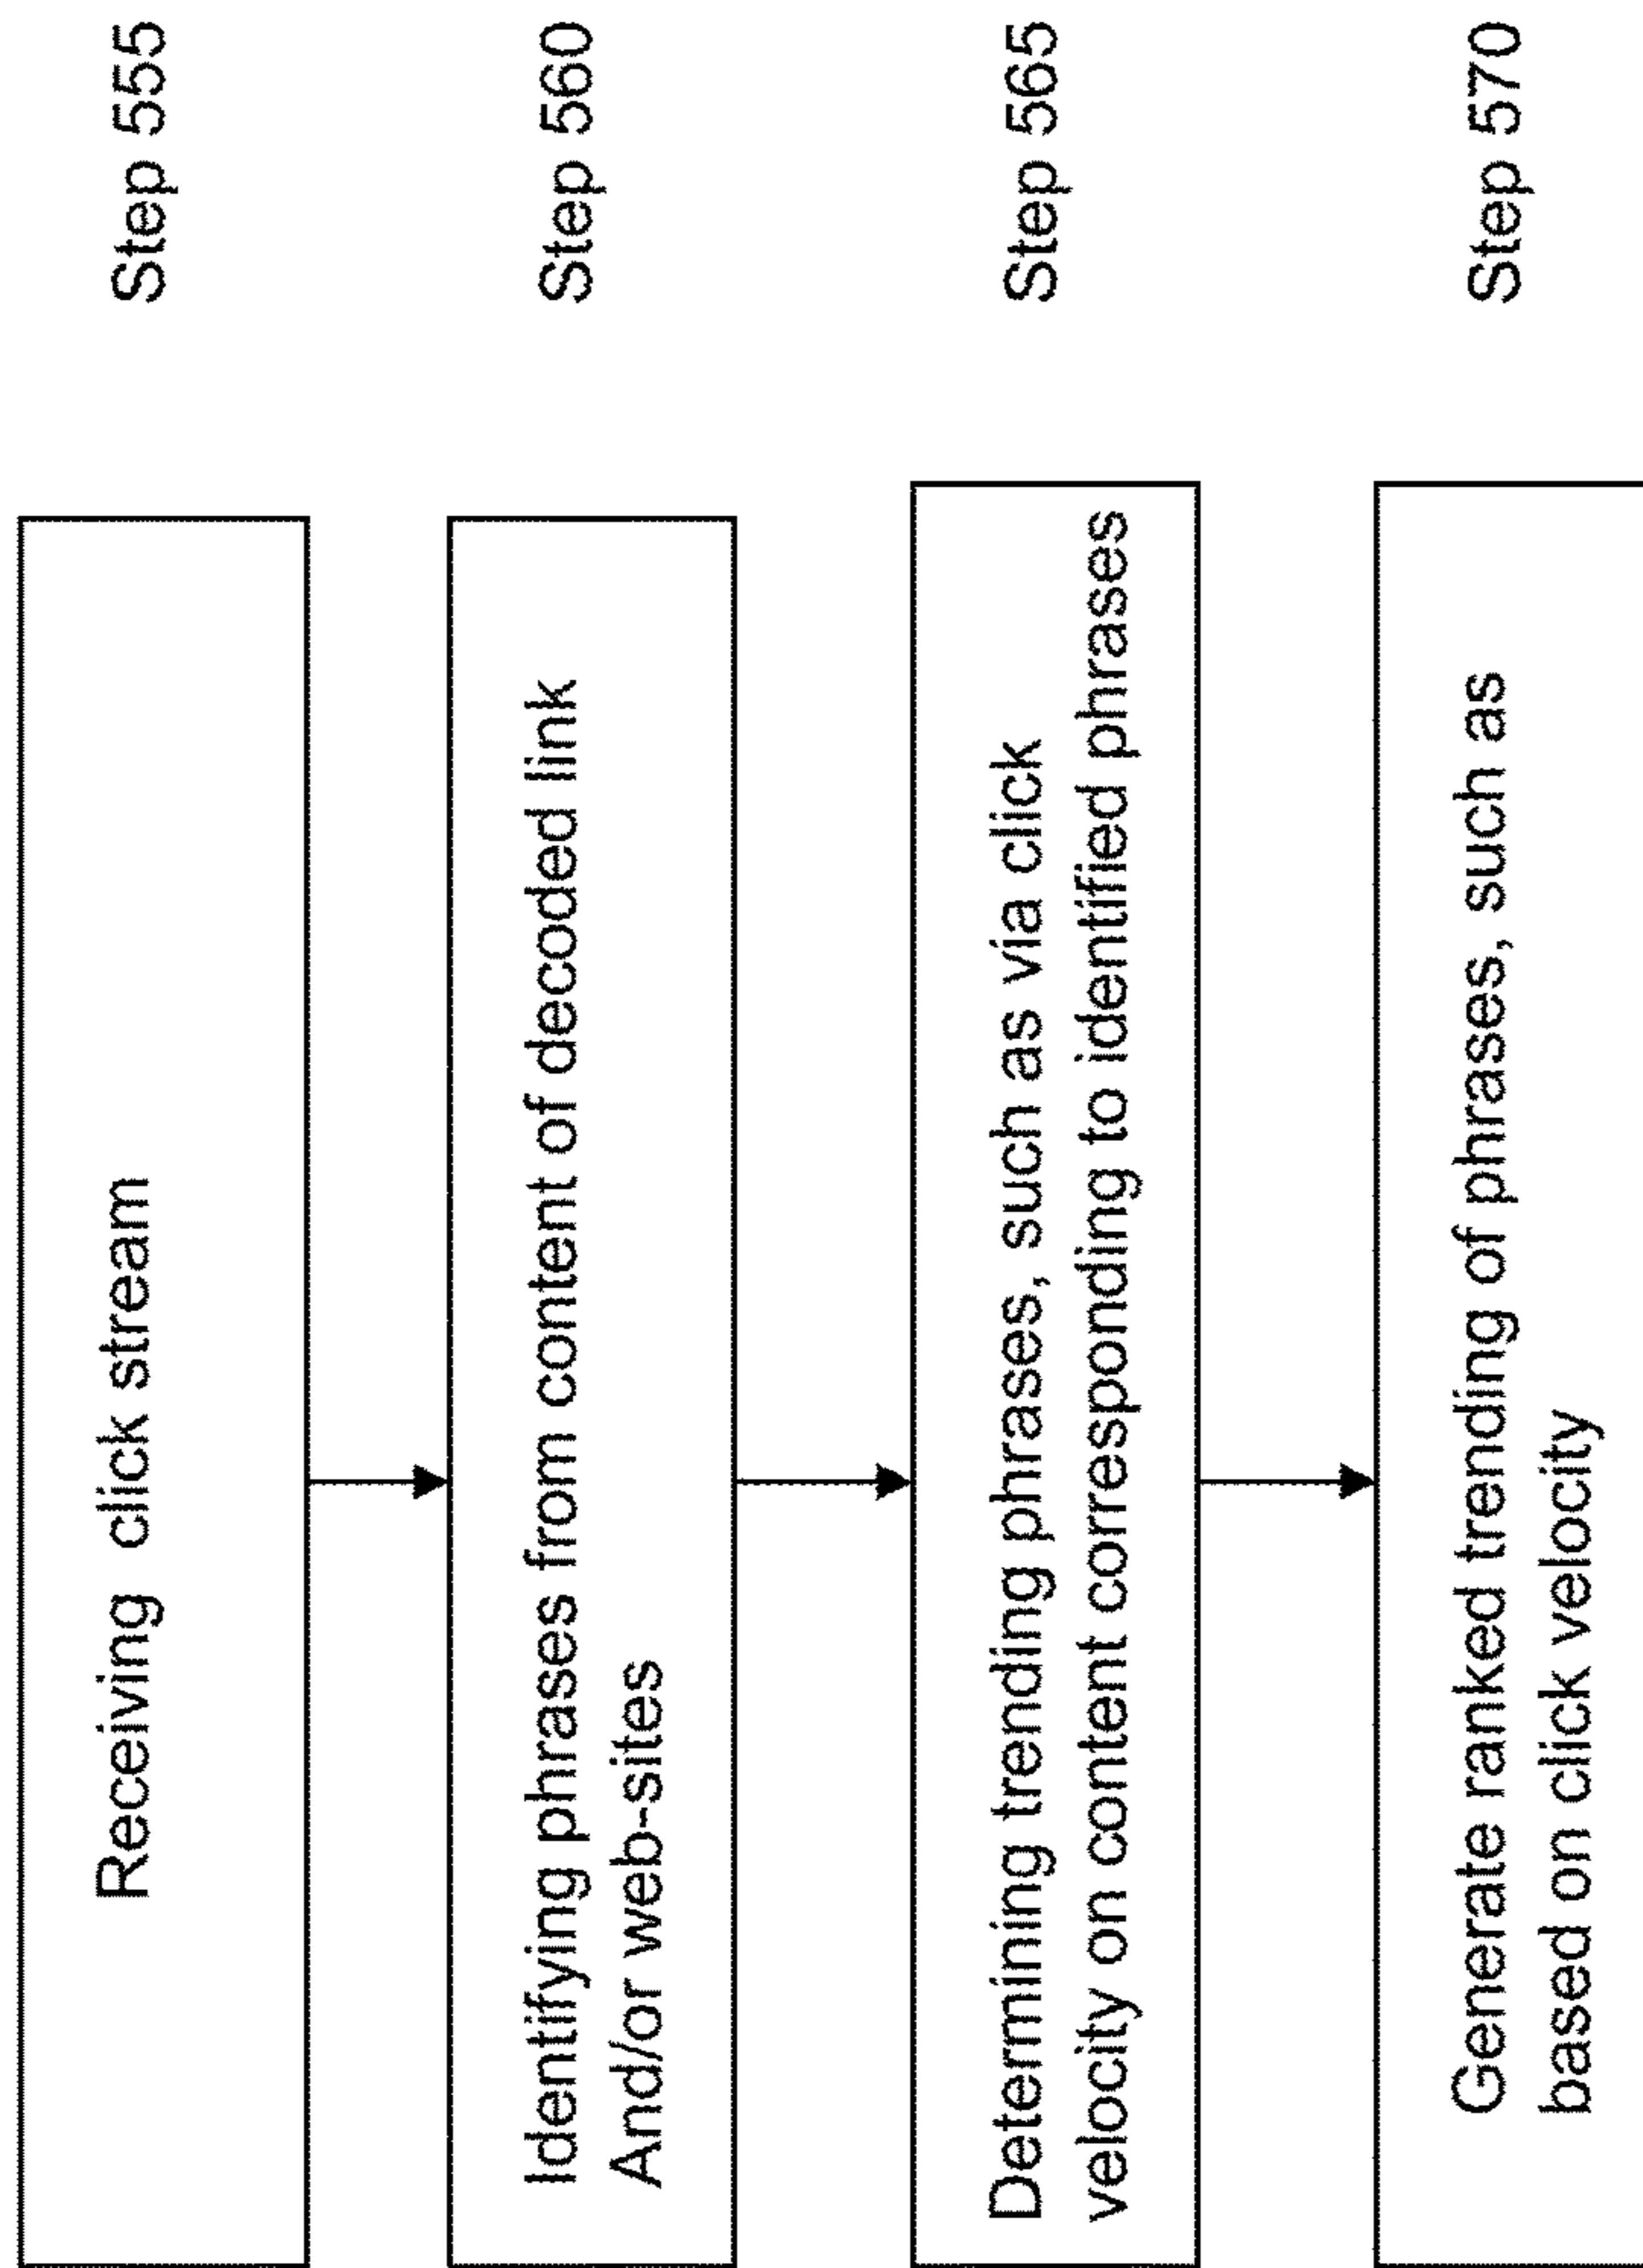 Receiving click stream
Step 555
Identifying phrases from content of decoded link
And/or web-sites
Step 560
Determining trending phrases, such as via click
velocity on content corresponding to identified phrases
Step 565
Generate ranked trending of phrases, such as
based on click velocity
Step 570